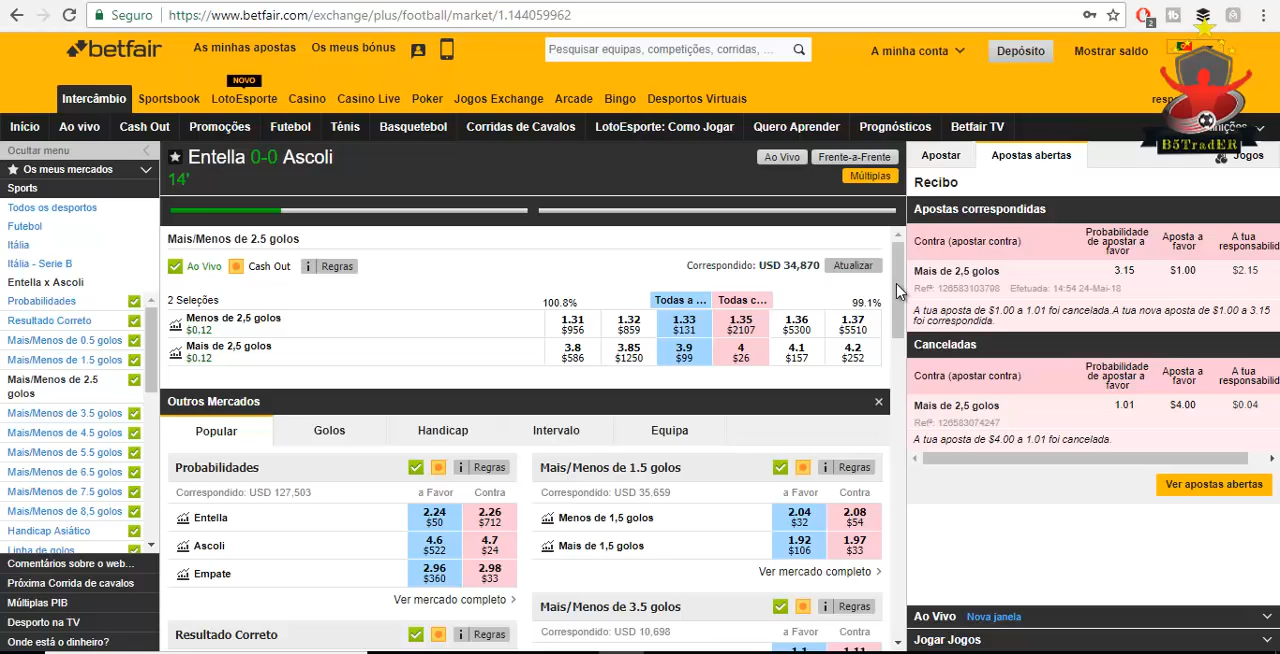 Seguro https://www.betfair.com/exchange/plus/football/market/1.144059962
2
betfair As minhas apostas Os meus bónus Pesquisar equipas, competições, corridas, ... A minha conta Depósito Mostrar saldo
NOVO
Intercâmbio Sportsbook LotoEsporte Casino Casino Live Poker Jogos Exchange Arcade Bingo Desportos Virtuais
Início Ao vivo Cash Out Promoções Futebol Ténis Basquetebol Corridas de Cavalos LotoEsporte: Como Jogar Quero Aprender Prognósticos Betfair TV
B5TradER
Ocultar menu
Os meus mercados
Sports
Todos os desportos
Futebol
Itália
Itália - Serie B
Entella x Ascoli
Probabilidades
Resultado Correto
Mais/Menos de 0.5 golos
Mais/Menos de 1.5 golos
Mais/Menos de 2.5
golos
Mais/Menos de 3.5 golos
Mais/Menos de 4.5 golos
Mais/Menos de 5.5 golos
Mais/Menos de 6.5 golos
Mais/Menos de 7.5 golos
Mais/Menos de 8,5 golos
Handicap Asiático
Linha de golos
Comentários sobre o web...
Próxima Corrida de cavalos
Múltiplas PIB
Desporto na TV
Onde está o dinheiro?
Entella 0-0 Ascoli
14'
Ao Vivo Frente-a-Frente
Múltiplas
Mais/Menos de 2.5 golos
Ao Vivo Cash Out i Regras Correspondido: USD 34,870 Atualizar
2 Seleções 100.8% Todas a ... Todas c... 99.1%
Menos de 2,5 golos 1.31 1.32 1.33 1.35 1.36 1.37
$0.12 $956 $859 $131 $2107 $5300 $5510
Mais de 2,5 golos 3.8 3.85 3.9 4 4.1 4.2
$0.12 $586 $1250 $99 $26 $157 $252
Outros Mercados
Popular Golos Handicap Intervalo Equipa
Probabilidades i Regras
Correspondido: USD 127,503 a Favor Contra
Entella 2.24 2.26
$50 $712
Ascoli 4.6 4.7
$522 $24
Empate 2.96 2.98
$360 $33
Ver mercado completo
Resultado Correto i Regras
Mais/Menos de 1.5 golos i Regras
Correspondido: USD 35,659 a Favor Contra
Menos de 1,5 golos 2.04 2.08
$32 $54
Mais de 1,5 golos 1.92 1.97
$106 $33
Ver mercado completo
Mais/Menos de 3.5 golos i Regras
Correspondido: USD 10,698 a Favor Contra
Apostar Apostas abertas Jogos
Recibo
Apostas correspondidas
Contra (apostar contra) Probabilidade de apostar a favor Aposta a favor A tua responsabilid
Mais de 2,5 golos 3.15 $1.00 $2.15
Refª: 126583103798 Efetuada: 14:54 24-Mai-18
A tua aposta de $1.00 a 1.01 foi cancelada.A tua nova aposta de $1.00 a 3.15
foi correspondida.
Canceladas
Contra (apostar contra) Probabilidade de apostar a favor Aposta a favor A tua responsabilid
Mais de 2,5 golos 1.01 $4.00 $0.04
Refª: 126583074247
A tua aposta de $4.00 a 1.01 foi cancelada.
Ver apostas abertas
Ao Vivo Nova janela
Jogar Jogos